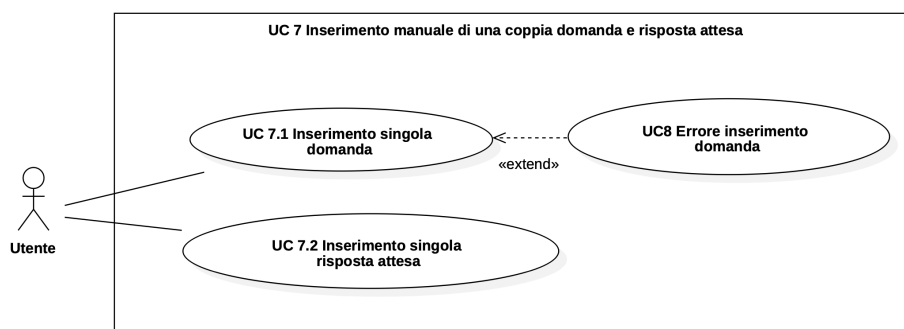 UC 7 Inserimento manuale di una coppia domanda e risposta attesa
UC 7.1 Inserimento singola
domanda
UC8 Errore inserimento
domanda
«extend»
Utente
UC 7.2 Inserimento singola
risposta attesa